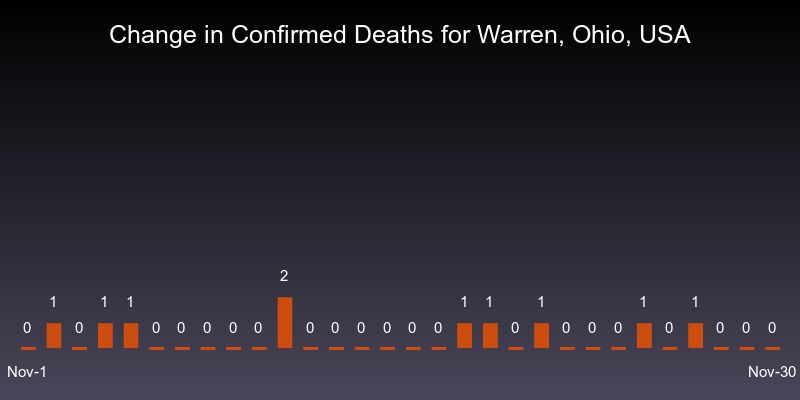 Change in Confirmed Deaths for Warren, Ohio, USA
2
1 1 1 1 1 1 1 1
0 0 0 0 0 0 0 0 0 0 0 0 0 0 0 0 0 0 0 0 0
Nov-1 Nov-30